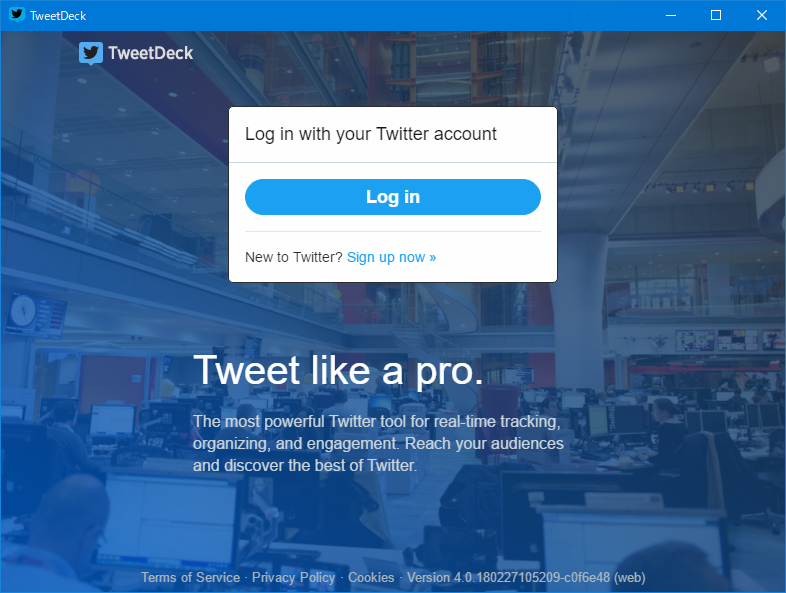 TweetDeck
TweetDeck
Log in with your Twitter account
Log in
New to Twitter? Sign up now »
Tweet like a pro.
The most powerful Twitter tool for real-time tracking,
organizing, and engagement. Reach your audiences
and discover the best of Twitter.
Terms of Service · Privacy Policy · Cookies · Version 4.0.180227105209-c0f6e48 (web)